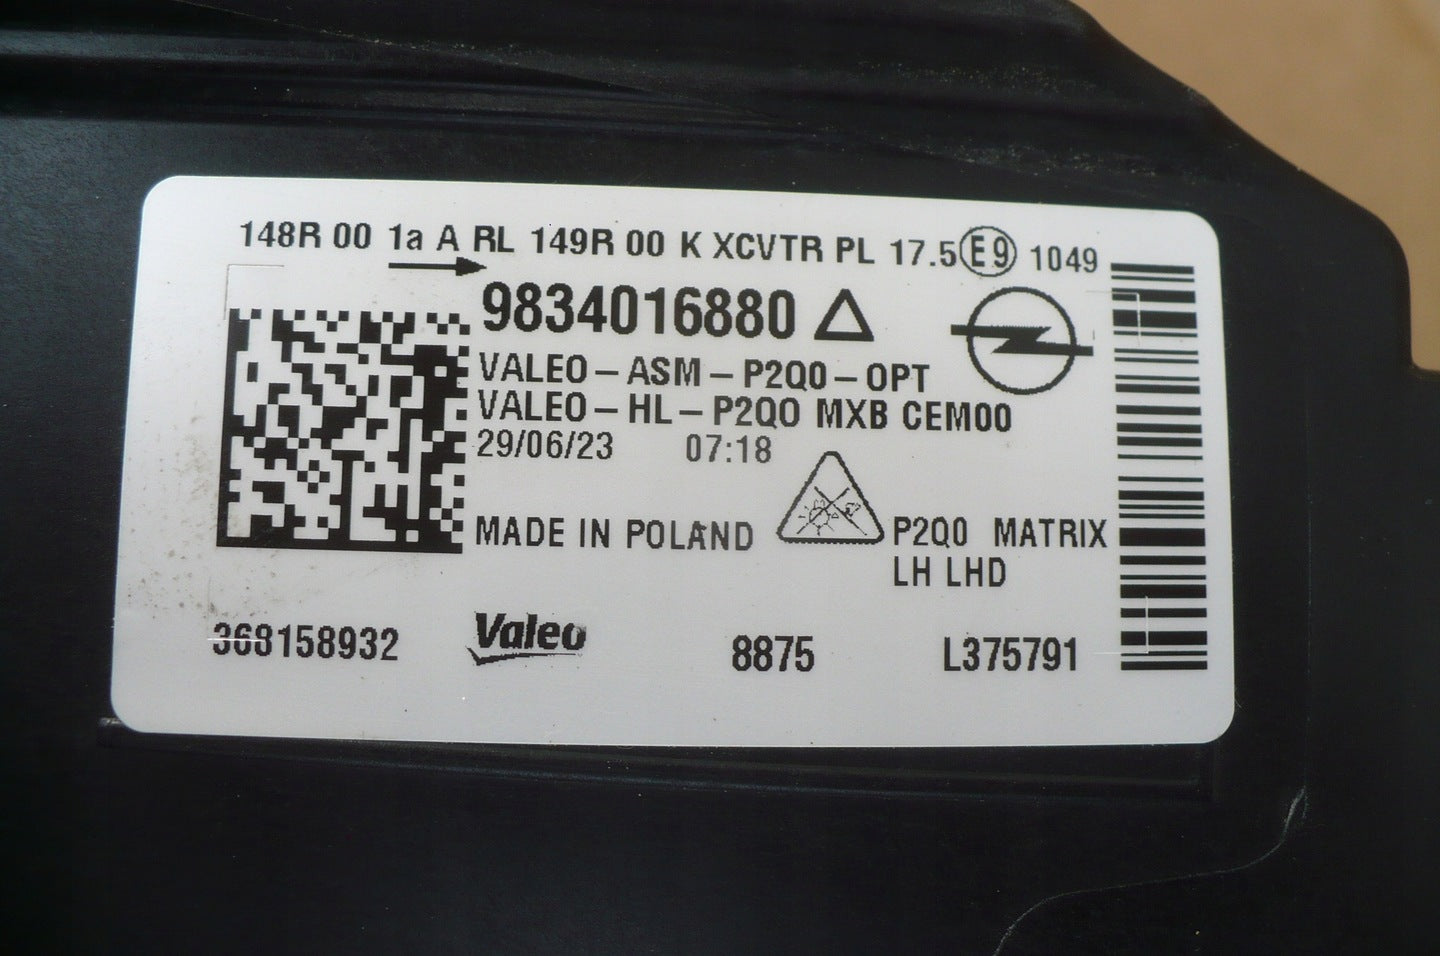 148R 00 1a A RL 149R 00 K XCVTR PL 17.5 E9 1049
9834016880
VALEO-ASM-P2Q0-OPT
VALEO-HL-P2Q0 MXB CEM00
29/06/23 07:18
MADE IN POLAND
P2Q0 MATRIX
LH LHD
368158932 Valeo 8875 L375791